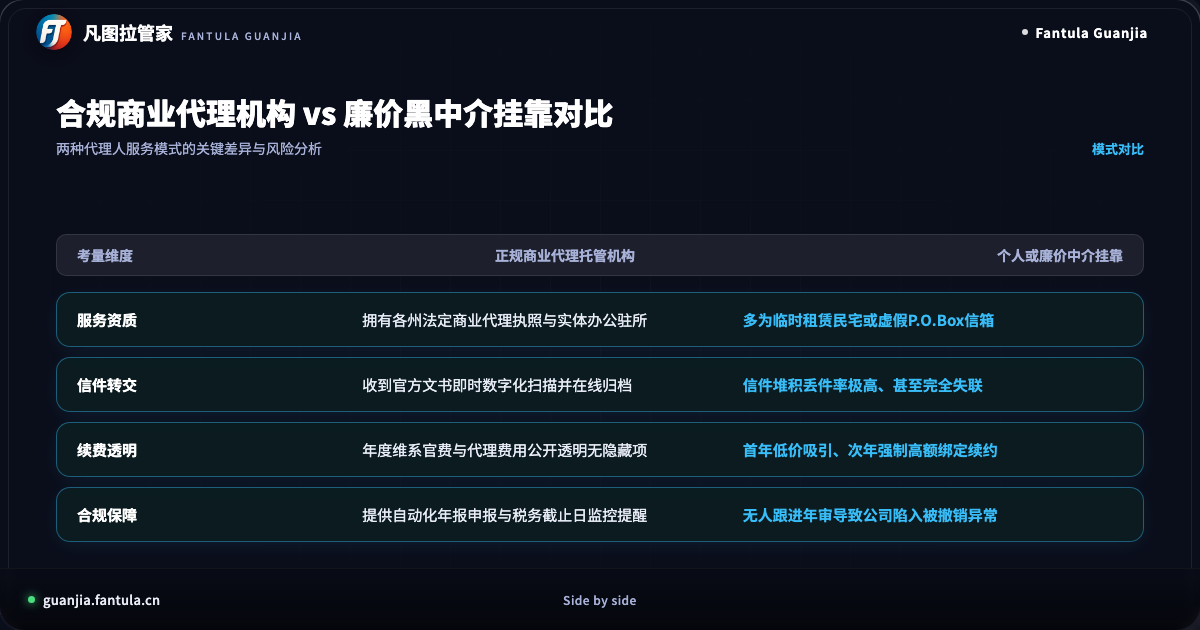 FT 凡图拉管家 FANTULA GUANJIA
Fantula Guanjia
合规商业代理机构 vs 廉价黑中介挂靠对比
两种代理人服务模式的关键差异与风险分析
模式对比
考量维度 正规商业代理托管机构 个人或廉价中介挂靠
服务资质 拥有各州法定商业代理执照与实体办公驻所 多为临时租赁民宅或虚假P.O.Box信箱
信件转交 收到官方文书即时数字化扫描并在线归档 信件堆积丢件率极高、甚至完全失联
续费透明 年度维系官费与代理费用公开透明无隐藏项 首年低价吸引、次年强制高额绑定续约
合规保障 提供自动化年报申报与税务截止日监控提醒 无人跟进年审导致公司陷入被撤销异常
guanjia.fantula.cn
Side by side